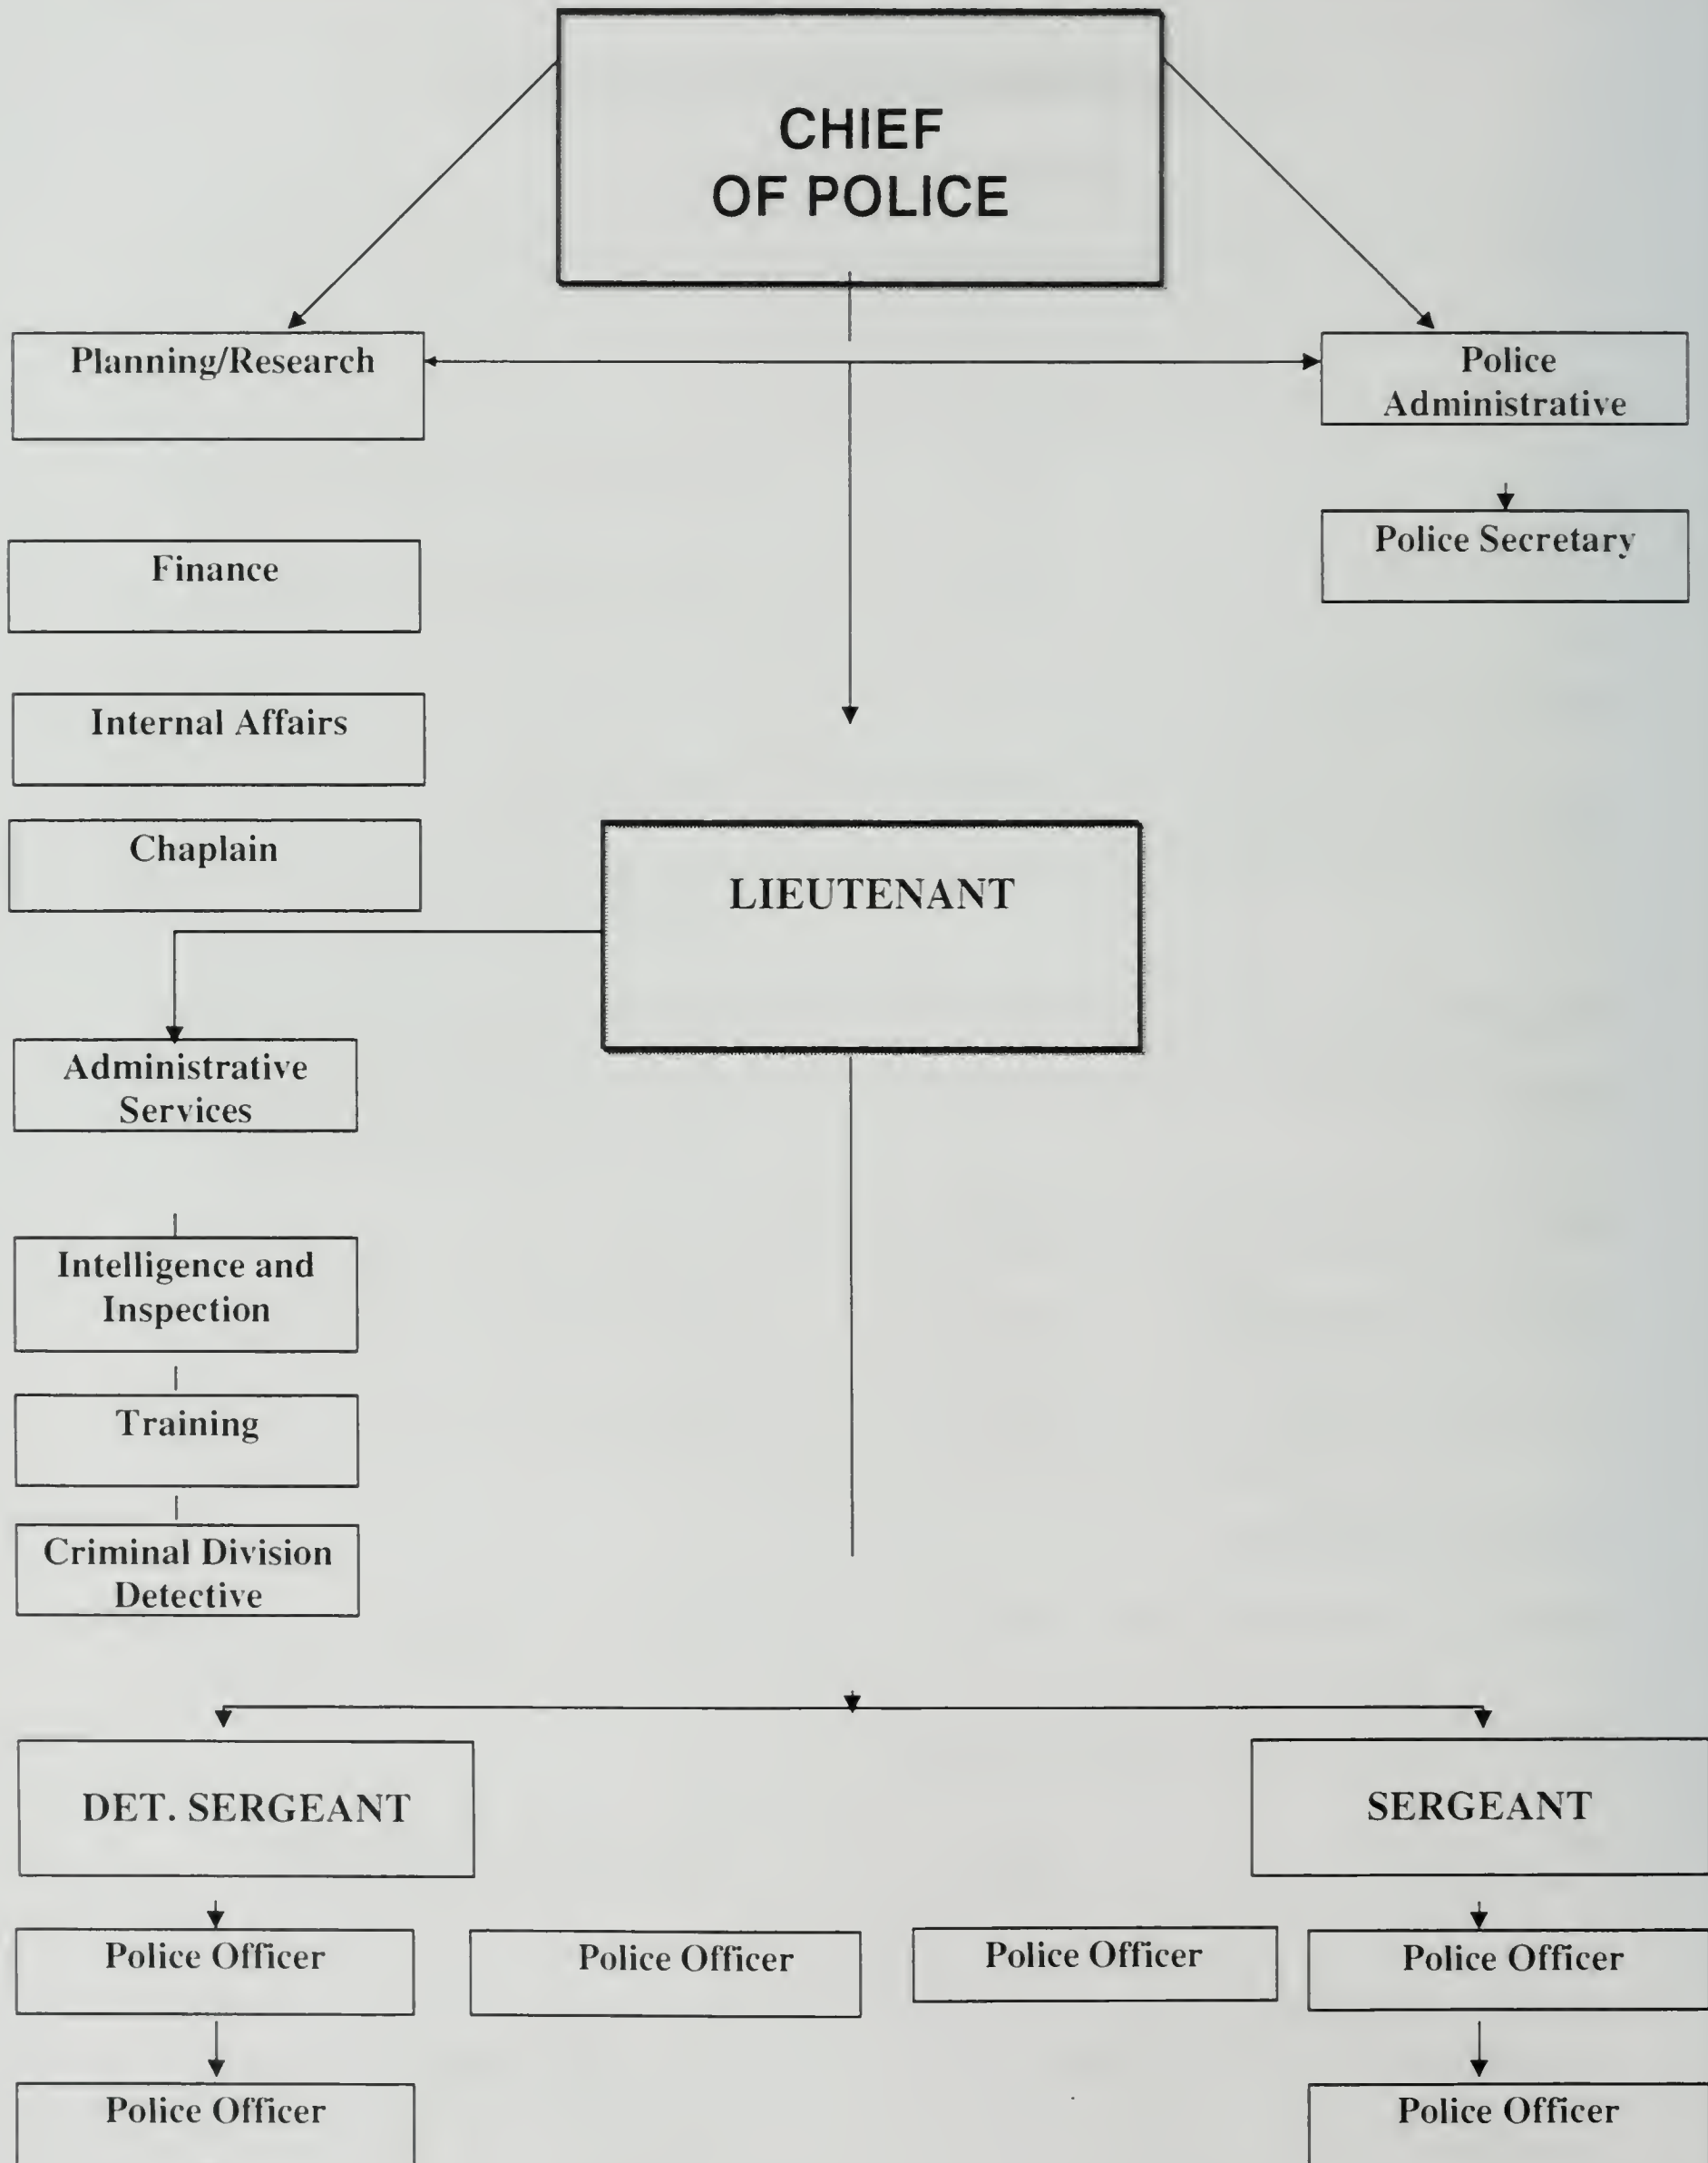 CHIEF
OF POLICE
Planning/Research
Police
Administrative
Police Secretary
Finance
Internal Affairs
Chaplain
LIEUTENANT
Administrative
Services
Intelligence and
Inspection
Training
Criminal Division
Detective
DET. SERGEANT
SERGEANT
Police Officer
Police Officer
Police Officer
Police Officer
Police Officer
Police Officer